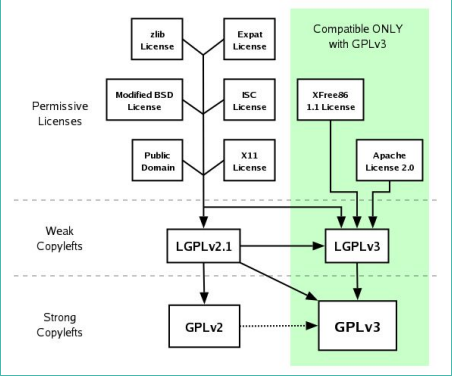 zlib
License
Expat
License
Compatible ONLY
with GPLv3
Permissive
Licenses
Modified BSD
License
ISC
License
XFree86
1.1 License
Public
Domain
X11
License
Apache
License 2.0
Weak
Copylefts
LGPLv2.1
LGPLv3
Strong
Copylefts
GPLv2
GPLv3